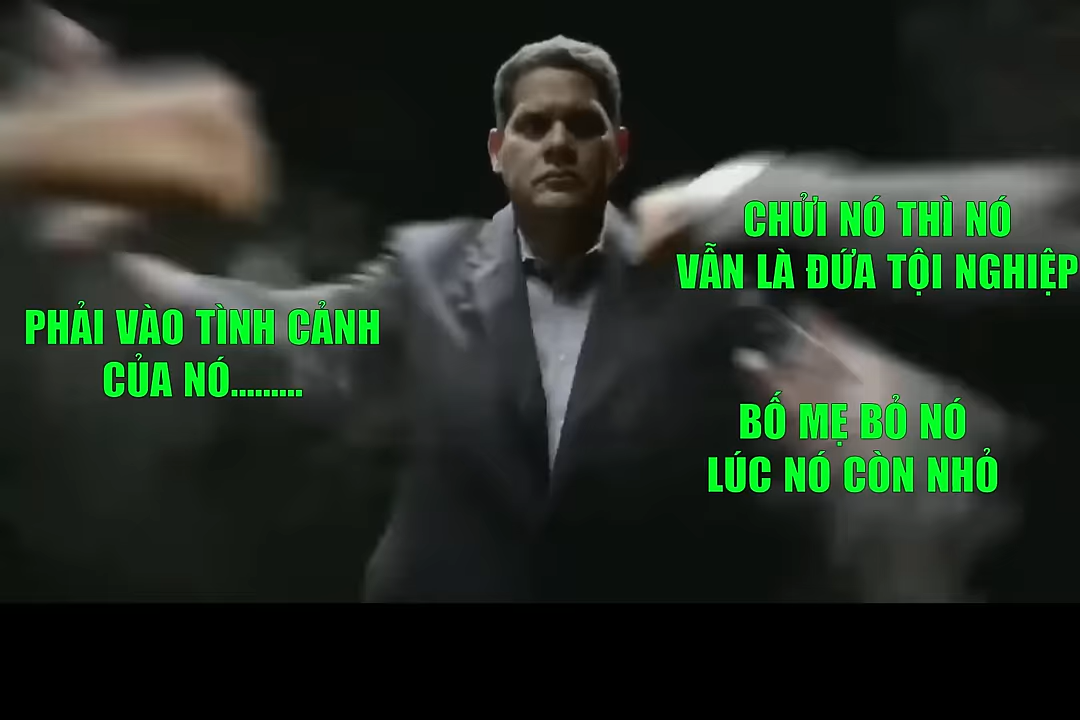 CHỬI NÓ THÌ NÓ
VẪN LÀ ĐỨA TỘI NGHIỆP
PHẢI VÀO TÌNH CẢNH
CỦA NÓ.........
BỐ MẸ BỎ NÓ
LÚC NÓ CÒN NHỎ